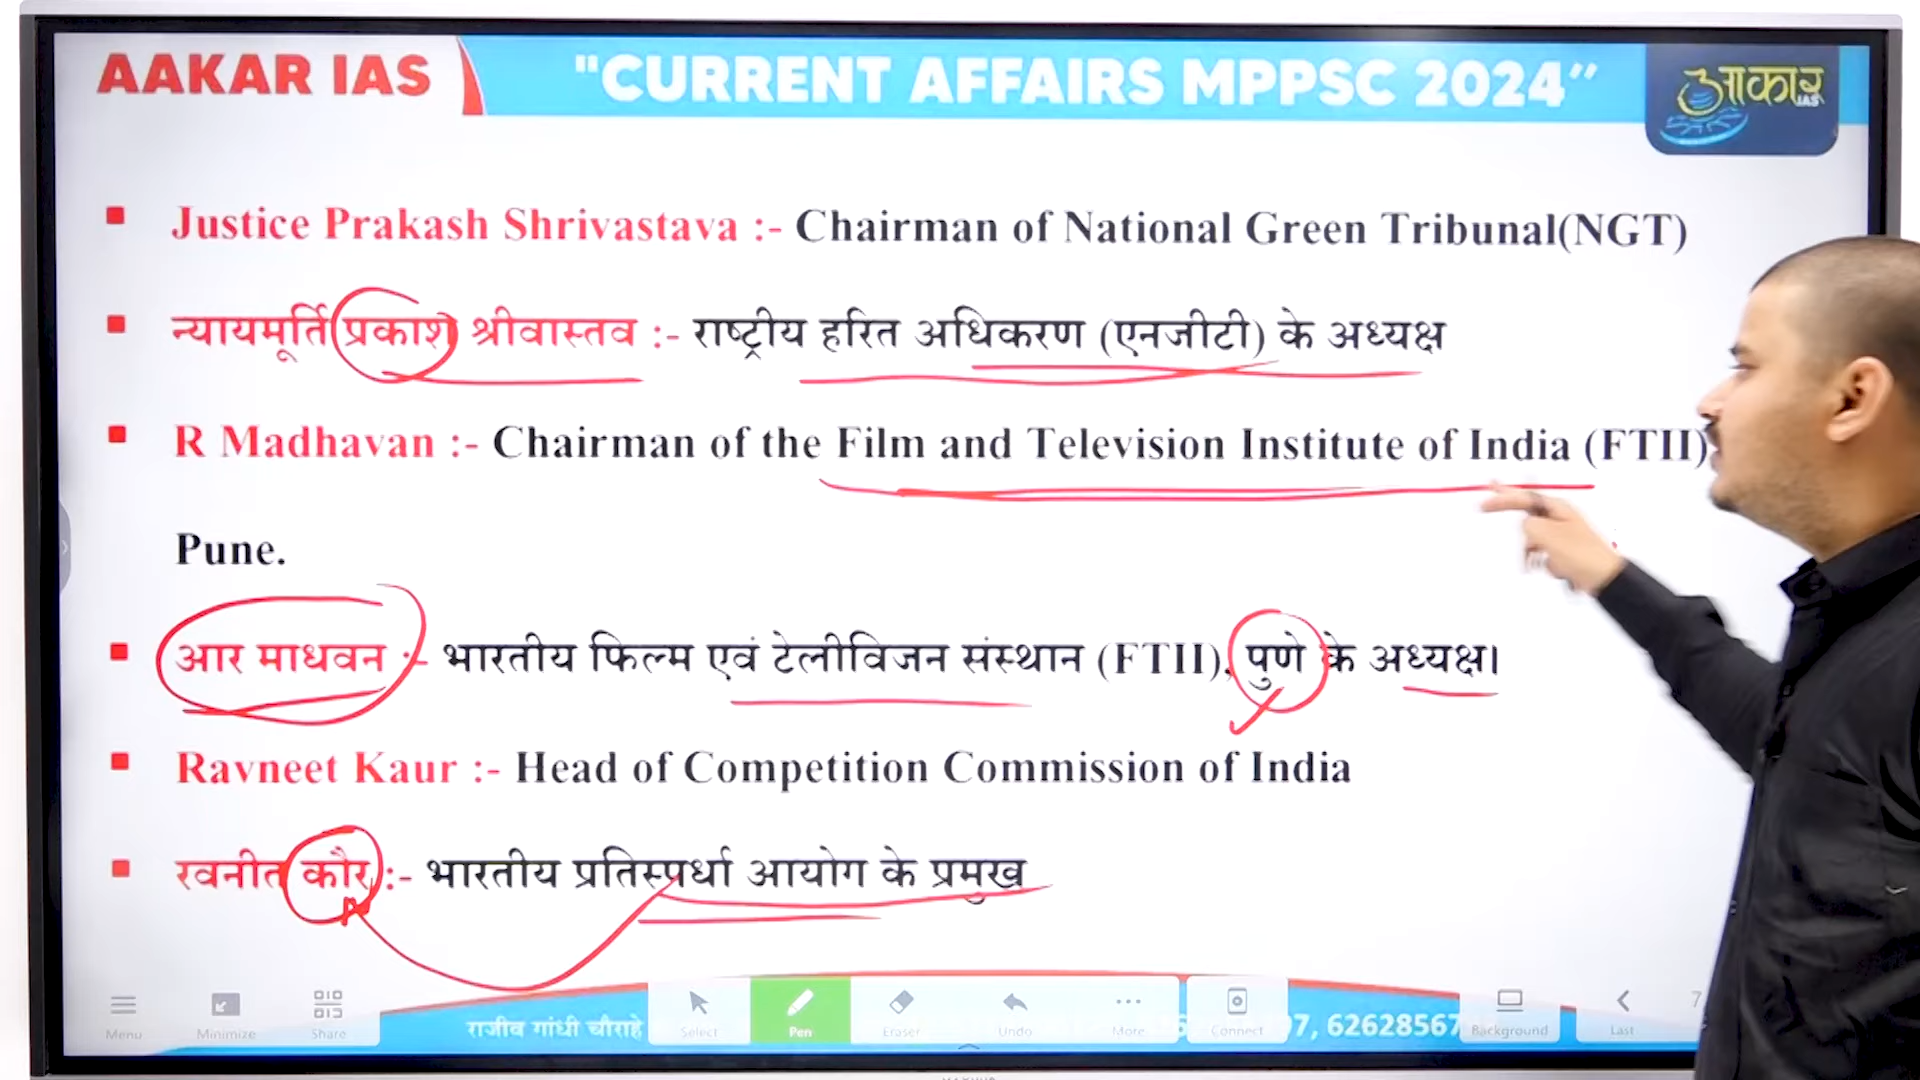 AAKAR IAS
"CURRENT AFFAIRS MPPSC 2024”
आकार
IAS
Justice Prakash Shrivastava :- Chairman of National Green Tribunal(NGT)
न्यायमूर्ति प्रकाश श्रीवास्तव :- राष्ट्रीय हरित अधिकरण (एनजीटी) के अध्यक्ष
R Madhavan :- Chairman of the Film and Television Institute of India (FTII)
Pune.
आर माधवन :- भारतीय फिल्म एवं टेलीविजन संस्थान (FTII), पुणे के अध्यक्ष।
Ravneet Kaur :- Head of Competition Commission of India
रवनीत कौर :- भारतीय प्रतिस्पर्धा आयोग के प्रमुख
Menu Minimize Share Select Pen Eraser Undo More Connect Background Last 7
राजीव गांधी चौराहे 7, 6262856